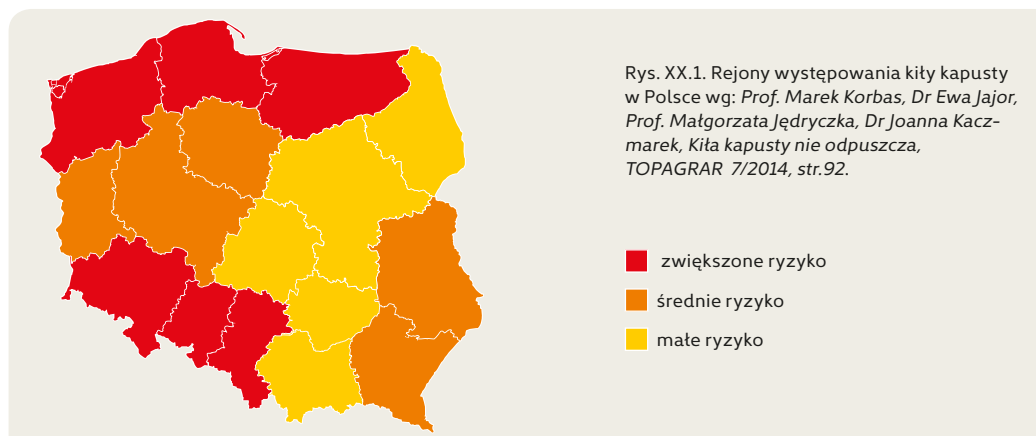 Rys. XX.1. Rejony występowania kiły kapusty
w Polsce wg: Prof. Marek Korbas, Dr Ewa Jajor,
Prof. Małgorzata Jędryczka, Dr Joanna Kacz-
marek, Kiła kapusty nie odpuszcza,
TOPAGRAR 7/2014, str.92.
zwiększone ryzyko
średnie ryzyko
małe ryzyko